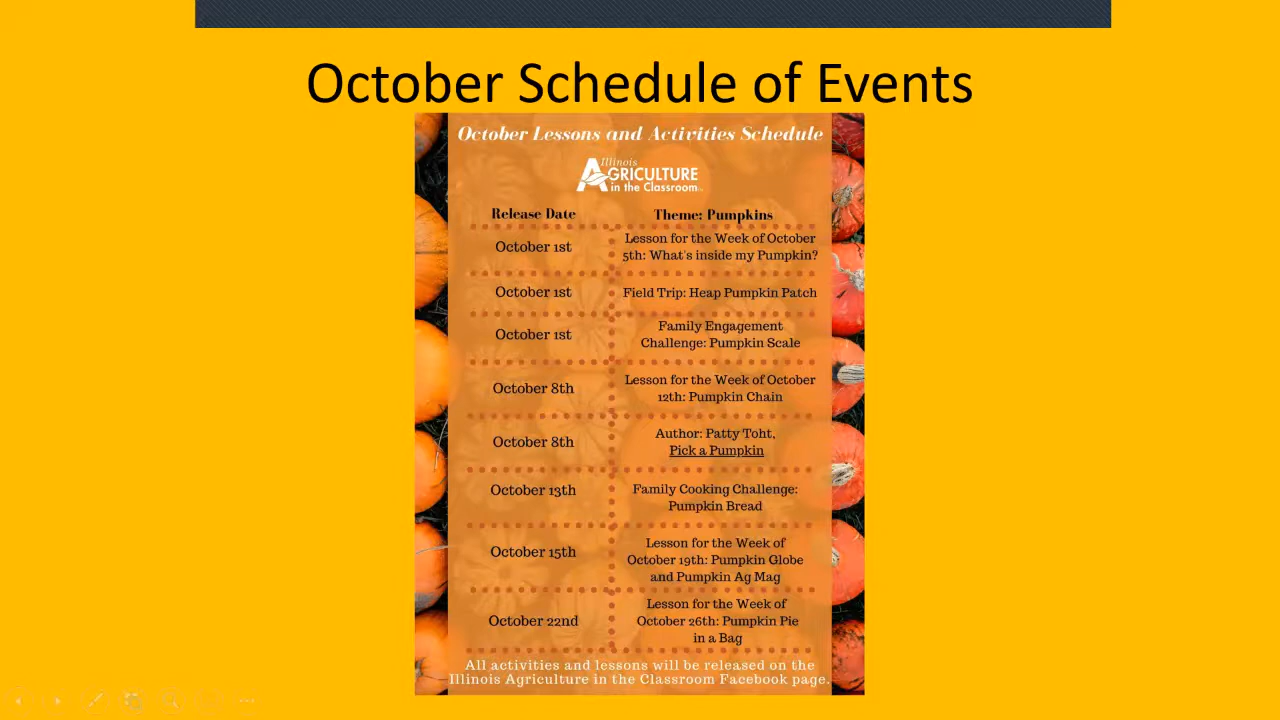 October Schedule of Events
October Lessons and Activities Schedule
Illinois
AGRICULTURE
in the Classroom
Release Date
Theme: Pumpkins
October 1st
Lesson for the Week of October
5th: What's inside my Pumpkin?
October 1st
Field Trip: Heap Pumpkin Patch
October 1st
Family Engagement
Challenge: Pumpkin Scale
October 8th
Lesson for the Week of October
12th: Pumpkin Chain
October 8th
Author: Patty Toht,
Pick a Pumpkin
October 13th
Family Cooking Challenge:
Pumpkin Bread
October 15th
Lesson for the Week of
October 19th: Pumpkin Globe
and Pumpkin Ag Mag
October 22nd
Lesson for the Week of
October 26th: Pumpkin Pie
in a Bag
All activities and lessons will be released on the
Illinois Agriculture in the Classroom Facebook page.